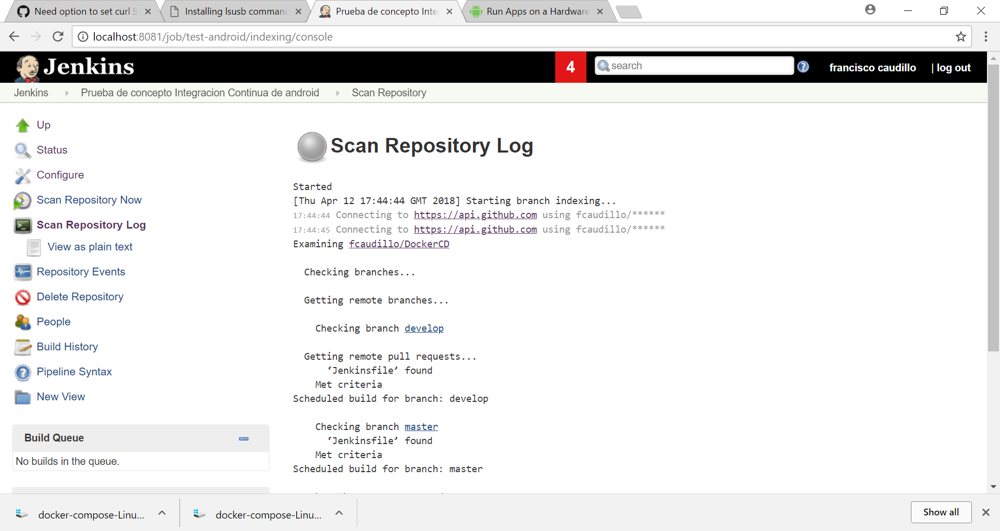 Need option to set curl S
Installing lsusb comman
Prueba de concepto Inte
Run Apps on a Hardware
localhost:8081/job/test-android/indexing/console
Jenkins
4
search
francisco caudillo
| log out
Jenkins
Prueba de concepto Integracion Continua de android
Scan Repository
Up
Status
Configure
Scan Repository Now
Scan Repository Log
View as plain text
Repository Events
Delete Repository
People
Build History
Pipeline Syntax
New View
Build Queue
No builds in the queue.
Scan Repository Log
Started
[Thu Apr 12 17:44:44 GMT 2018] Starting branch indexing...
17:44:44 Connecting to https://api.github.com using fcaudillo/******
17:44:45 Connecting to https://api.github.com using fcaudillo/******
Examining fcaudillo/DockerCD
Checking branches...
Getting remote branches...
Checking branch develop
Getting remote pull requests...
‘Jenkinsfile’ found
Met criteria
Scheduled build for branch: develop
Checking branch master
‘Jenkinsfile’ found
Met criteria
Scheduled build for branch: master
docker-compose-Linu...
docker-compose-Linu...
Show all